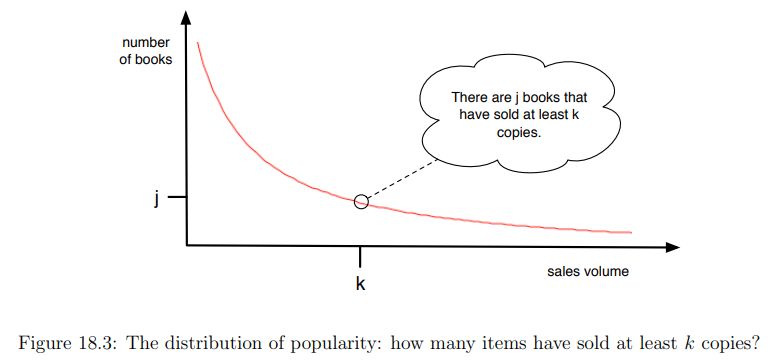 number
of books
There are j books that
have sold at least k
copies.
j
k
sales volume
Figure 18.3: The distribution of popularity: how many items have sold at least k copies?